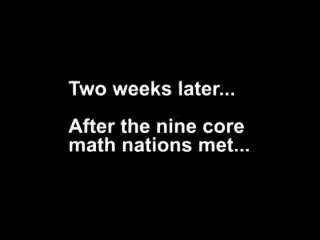 Two weeks later...
After the nine core
math nations met...